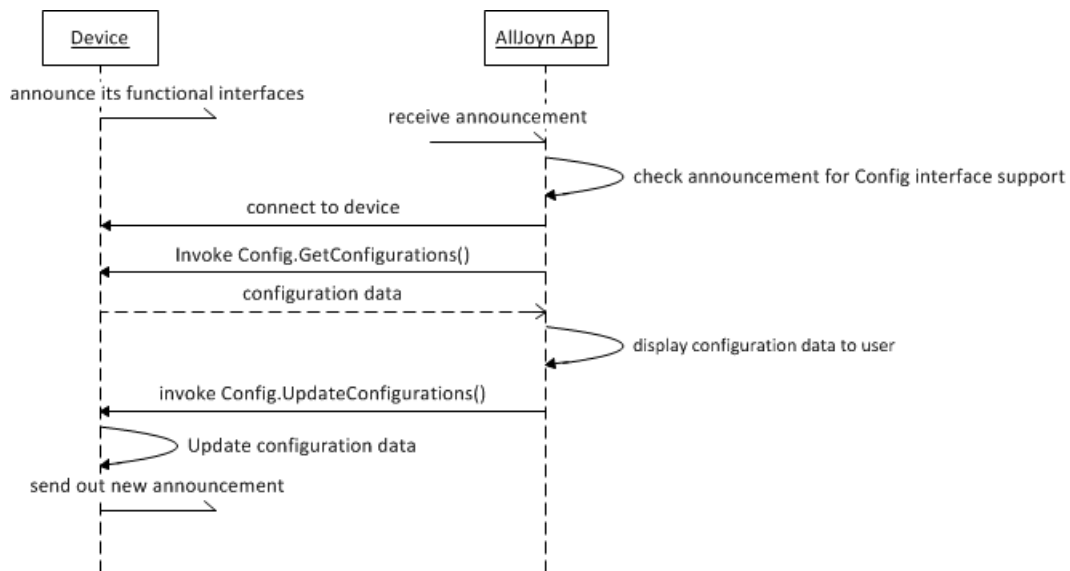 Device
AllJoyn App
announce its functional interfaces
receive announcement
check announcement for Config interface support
connect to device
Invoke Config.GetConfigurations()
configuration data
display configuration data to user
invoke Config.UpdateConfigurations()
Update configuration data
send out new announcement